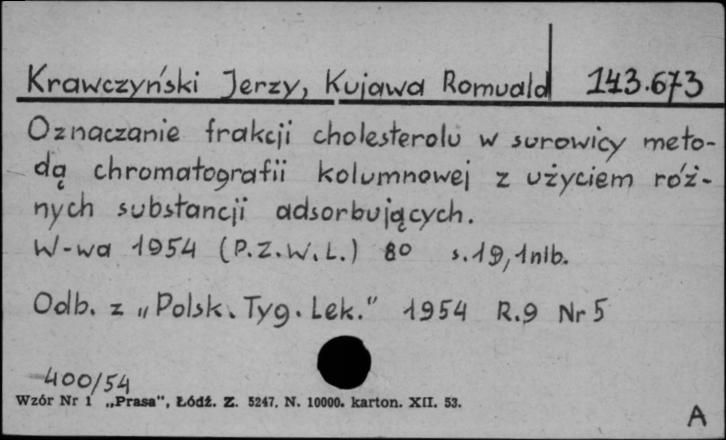 Krawczyński Jerzy, Kujawa Romuald 143.673
Oznaczanie frakcji cholesterolu w surowicy meto-
dą chromatografii kolumnowej z użyciem róż-
nych substancji adsorbujących.
W-wa 1954 (P.Z.W.L.) 8o s.19,1nlb.
Odb. z „Polsk. Tyg. Lek." 1954 R.9 Nr 5
400/54
Wzór Nr 1 „Prasa", Łódź. Z. 5247. N. 10000. karton. XII. 53.
A